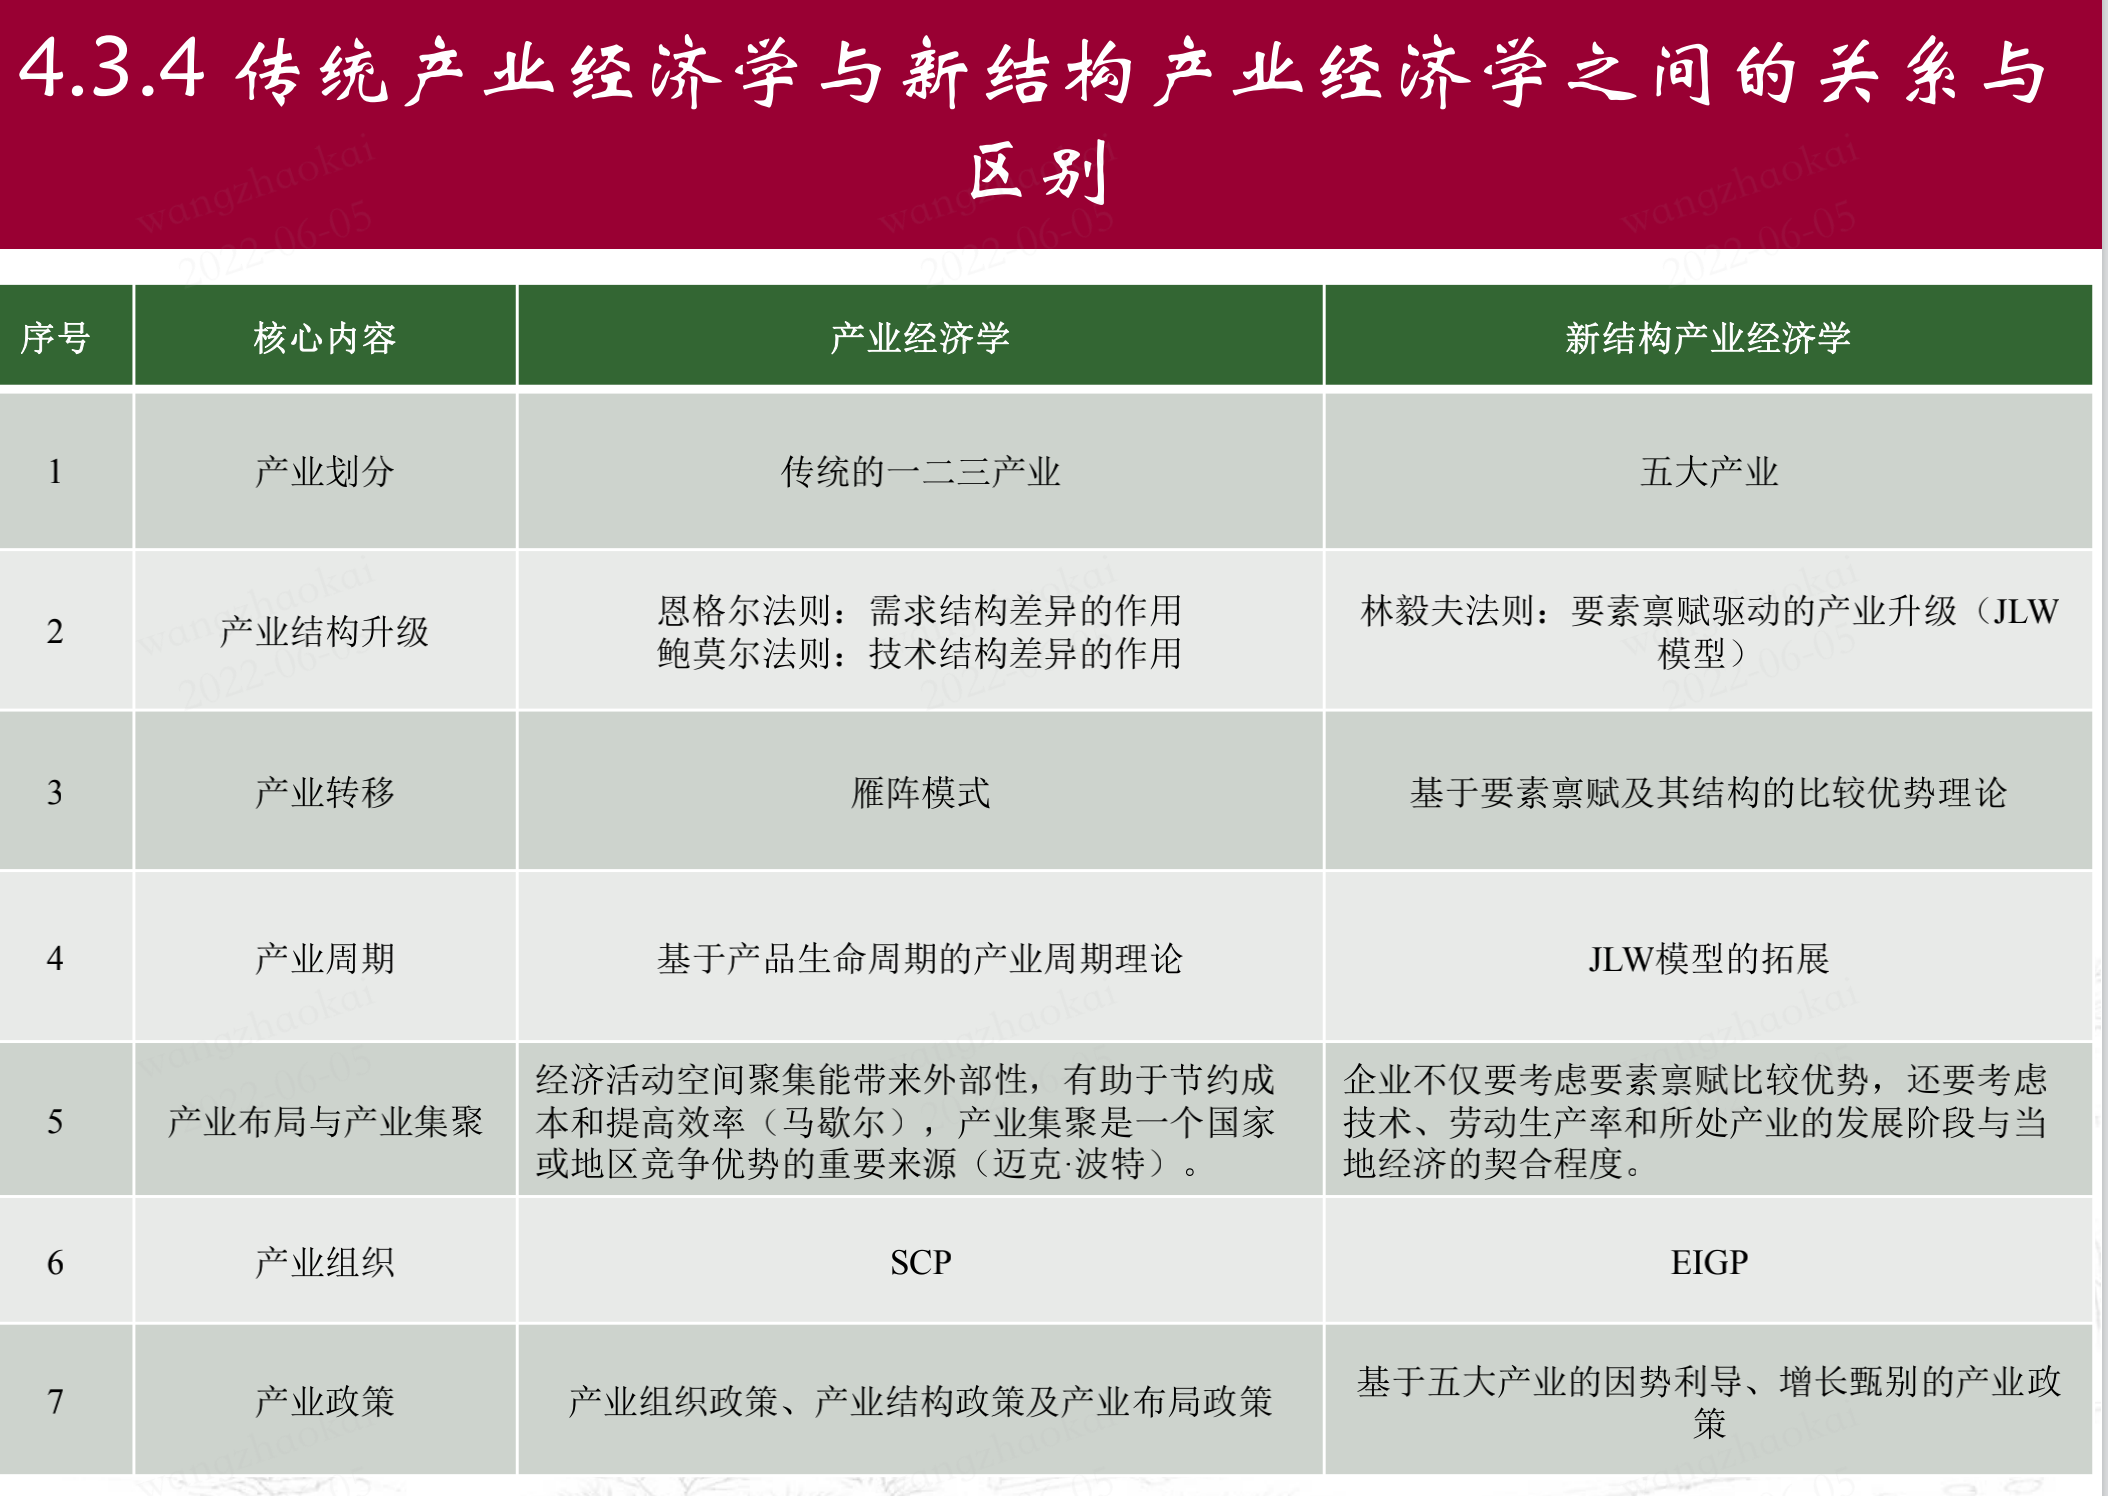 4.3.4 传统产业经济学与新结构产业经济学之间的关系与
区别
序号 核心内容 产业经济学 新结构产业经济学
1 产业划分 传统的一二三产业 五大产业
2 产业结构升级
恩格尔法则：需求结构差异的作用
鲍莫尔法则：技术结构差异的作用
林毅夫法则：要素禀赋驱动的产业升级（JLW
模型）
3 产业转移 雁阵模式 基于要素禀赋及其结构的比较优势理论
4 产业周期 基于产品生命周期的产业周期理论 JLW模型的拓展
5 产业布局与产业集聚
经济活动空间聚集能带来外部性，有助于节约成
本和提高效率（马歇尔），产业集聚是一个国家
或地区竞争优势的重要来源（迈克·波特）。
企业不仅要考虑要素禀赋比较优势，还要考虑
技术、劳动生产率和所处产业的发展阶段与当
地经济的契合程度。
6 产业组织 SCP EIGP
7 产业政策 产业组织政策、产业结构政策及产业布局政策
基于五大产业的因势利导、增长甄别的产业政
策
wangzhaokai
2022-06-05